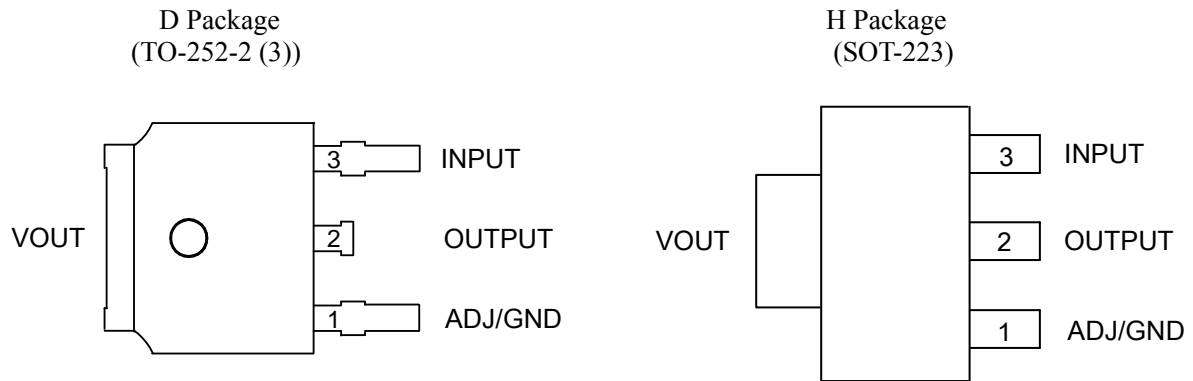 D Package
(TO-252-2 (3))
3
INPUT
VOUT
2
OUTPUT
1
ADJ/GND
H Package
(SOT-223)
3
INPUT
VOUT
2
OUTPUT
1
ADJ/GND